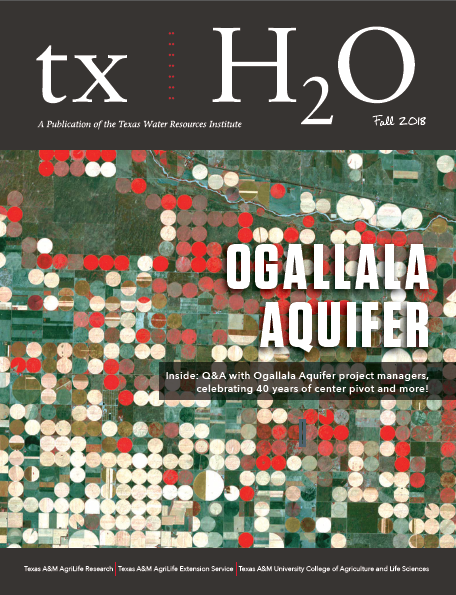 tx H₂O
A Publication of the Texas Water Resources Institute
Fall 2018
OGALLALA
AQUIFER
Inside: Q&A with Ogallala Aquifer project managers,
celebrating 40 years of center pivot and more!
Texas A&M AgriLife Research | Texas A&M AgriLife Extension Service | Texas A&M University College of Agriculture and Life Sciences